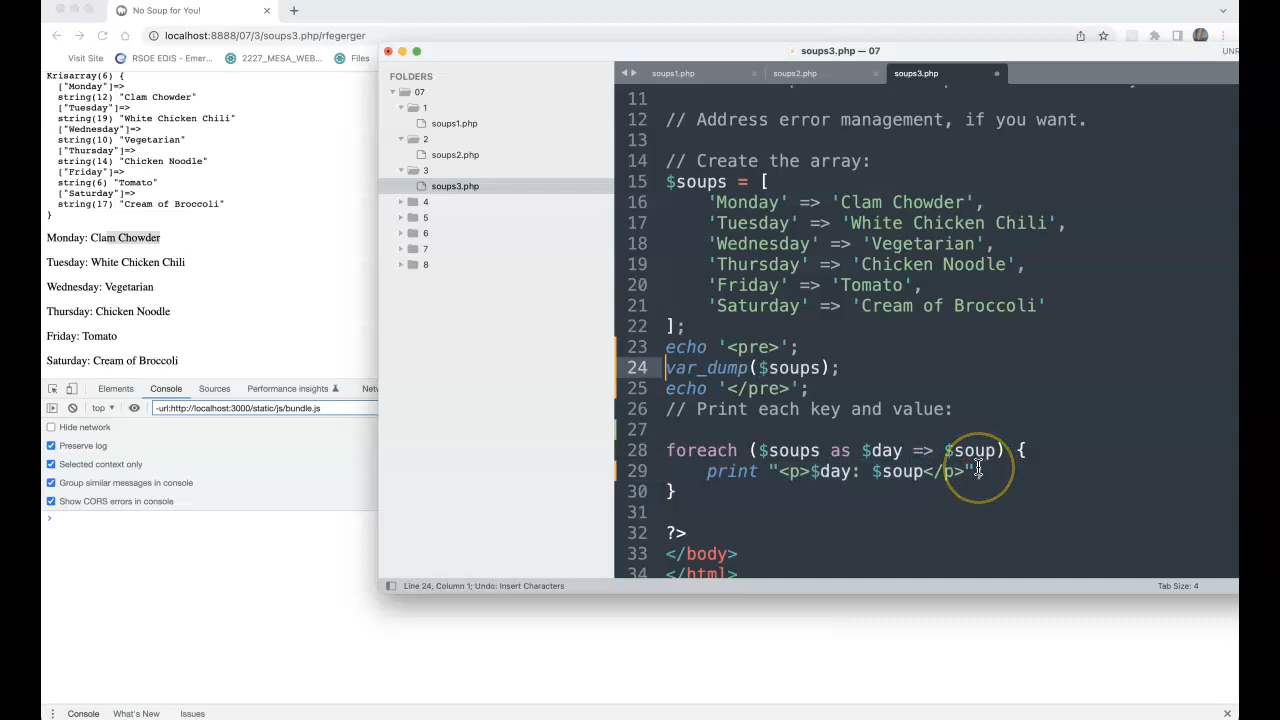 No Soup for You!
localhost:8888/07/3/soups3.php/rfegerger
Visit Site
RSOE EDIS - Emer...
2227_MESA_WEB...
Files
Krisarray(6) {
["Monday"]=>
string(12) "Clam Chowder"
["Tuesday"]=>
string(19) "White Chicken Chili"
["Wednesday"]=>
string(10) "Vegetarian"
["Thursday"]=>
string(14) "Chicken Noodle"
["Friday"]=>
string(6) "Tomato"
["Saturday"]=>
string(17) "Cream of Broccoli"
}
Monday: Clam Chowder
Tuesday: White Chicken Chili
Wednesday: Vegetarian
Thursday: Chicken Noodle
Friday: Tomato
Saturday: Cream of Broccoli
Elements
Console
Sources
Performance insights
Net
top
-url:http://localhost:3000/static/js/bundle.js
Hide network
Preserve log
Selected context only
Group similar messages in console
Show CORS errors in console
>
Console
What's New
Issues
soups3.php — 07
UNR
FOLDERS
07
1
soups1.php
2
soups2.php
3
soups3.php
4
5
6
7
8
soups1.php
soups2.php
soups3.php
11
12 // Address error management, if you want.
13
14 // Create the array:
15 $soups = [
16 'Monday' => 'Clam Chowder',
17 'Tuesday' => 'White Chicken Chili',
18 'Wednesday' => 'Vegetarian',
19 'Thursday' => 'Chicken Noodle',
20 'Friday' => 'Tomato',
21 'Saturday' => 'Cream of Broccoli'
22 ];
23 echo '<pre>';
24 var_dump($soups);
25 echo '</pre>';
26 // Print each key and value:
27
28 foreach ($soups as $day => $soup) {
29 print "<p>$day: $soup</p>";
30 }
31
32 ?>
33 </body>
34 </html>
Line 24, Column 1; Undo: Insert Characters
Tab Size: 4